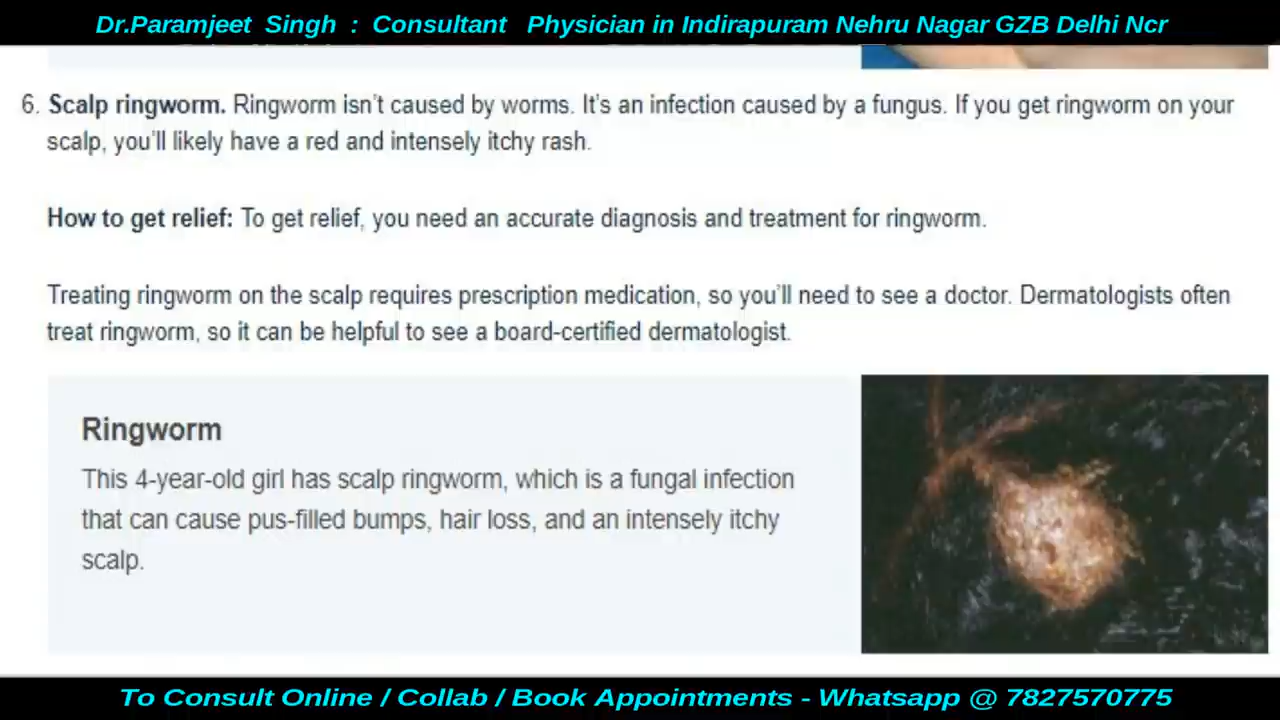 Dr.Paramjeet Singh : Consultant Physician in Indirapuram Nehru Nagar GZB Delhi Ncr
6. Scalp ringworm. Ringworm isn't caused by worms. It's an infection caused by a fungus. If you get ringworm on your
scalp, you'll likely have a red and intensely itchy rash.
How to get relief: To get relief, you need an accurate diagnosis and treatment for ringworm.
Treating ringworm on the scalp requires prescription medication, so you'll need to see a doctor. Dermatologists often
treat ringworm, so it can be helpful to see a board-certified dermatologist.
Ringworm
This 4-year-old girl has scalp ringworm, which is a fungal infection
that can cause pus-filled bumps, hair loss, and an intensely itchy
scalp.
To Consult Online / Collab / Book Appointments - Whatsapp @ 7827570775